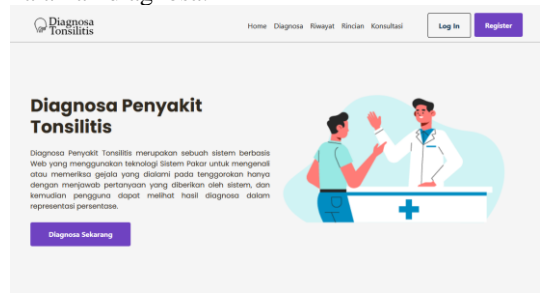 Diagnosa
Tonsilitis
Home Diagnosa Riwayat Rincian Konsultasi
Log In
Register
Diagnosa Penyakit
Tonsilitis
Diagnosa Penyakit Tonsilitis merupakan sebuah sistem berbasis
Web yang menggunakan teknologi Sistem Pakar untuk mengenali
atau memeriksa gejala yang dialami pada tenggorokan hanya
dengan menjawab pertanyaan yang diberikan oleh sistem, dan
kemudian pengguna dapat melihat hasil diagnosa dalam
representasi persentase.
Diagnosa Sekarang